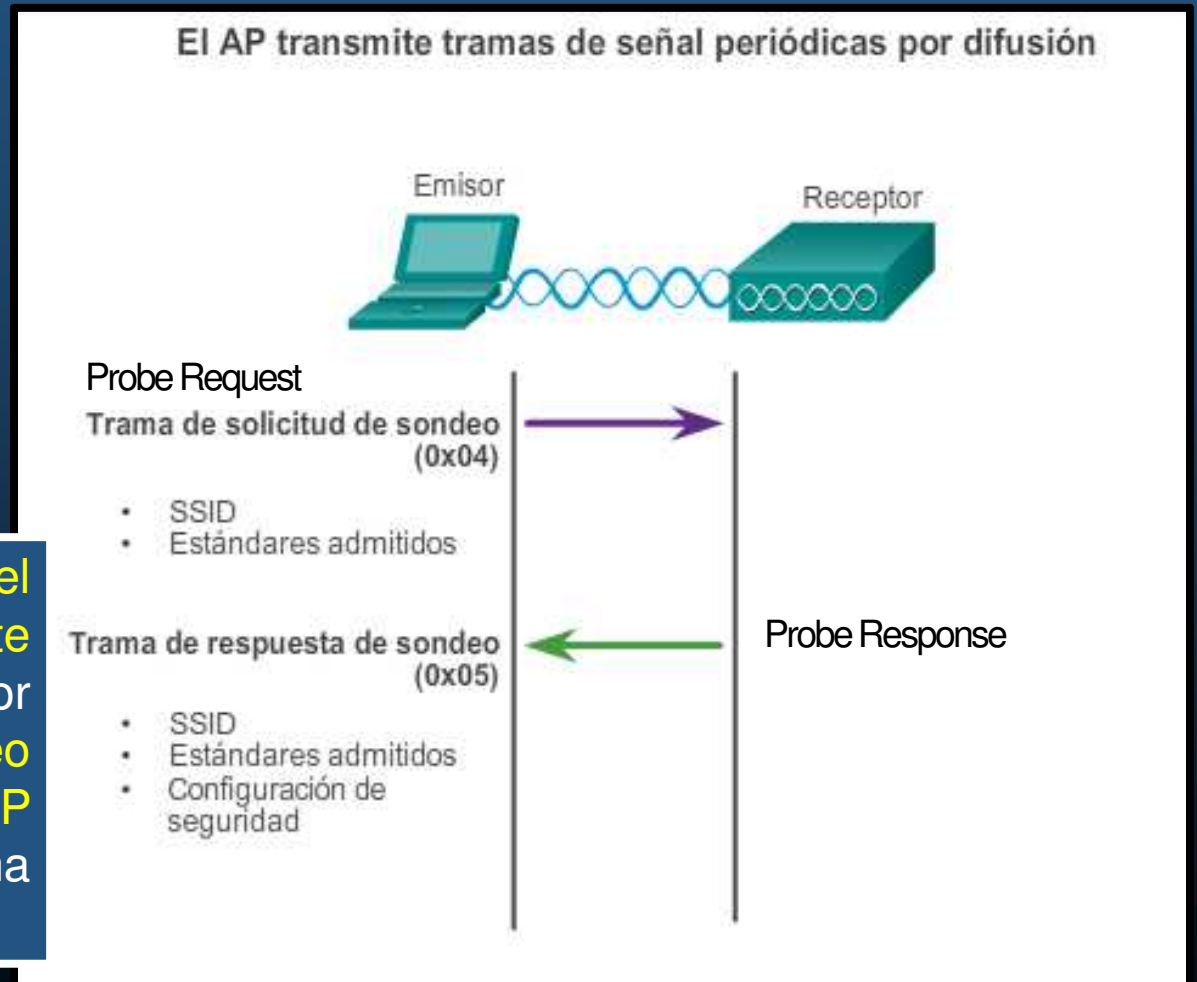 El AP transmite tramas de señal periódicas por difusión
Emisor
Receptor
Probe Request
Trama de solicitud de sondeo
(0x04)
• SSID
• Estándares admitidos
Trama de respuesta de sondeo
(0x05)
Probe Response
• SSID
• Estándares admitidos
• Configuración de
seguridad
el
te
or
eo
P
na